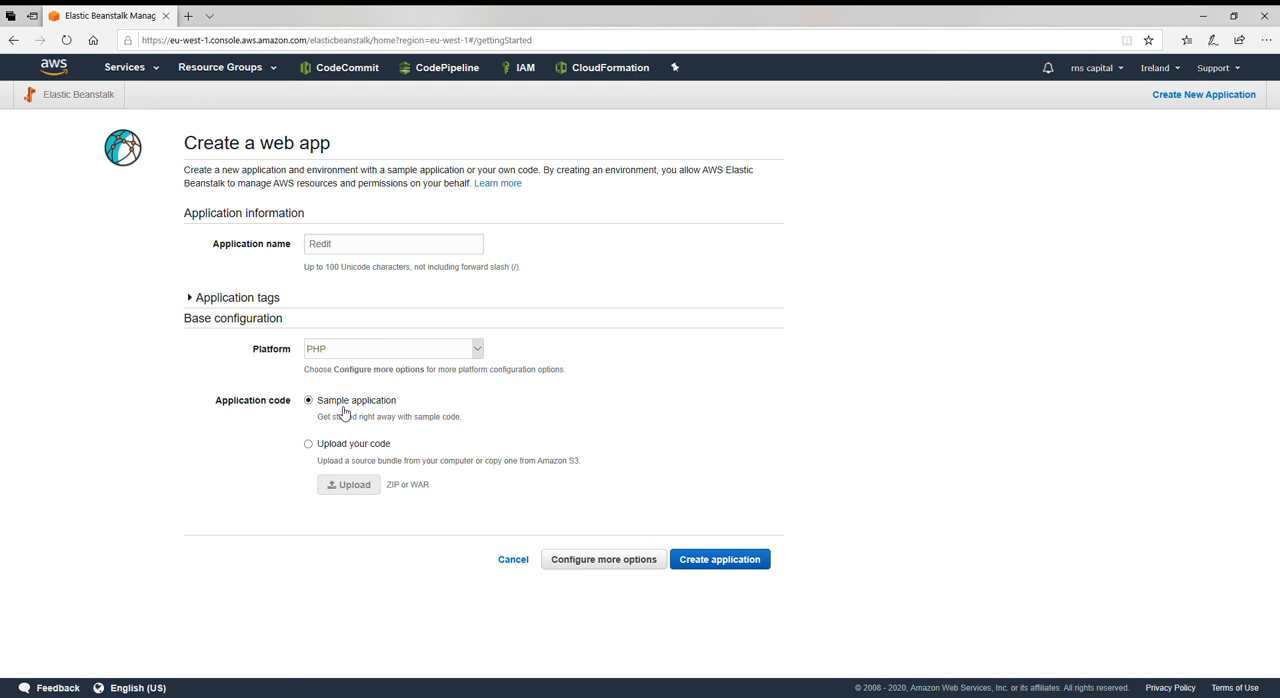 Elastic Beanstalk Manag
https://eu-west-1.console.aws.amazon.com/elasticbeanstalk/home?region=eu-west-1#/gettingStarted
aws Services Resource Groups CodeCommit CodePipeline IAM CloudFormation rns capital Ireland Support
Elastic Beanstalk Create New Application
Create a web app
Create a new application and environment with a sample application or your own code. By creating an environment, you allow AWS Elastic
Beanstalk to manage AWS resources and permissions on your behalf. Learn more
Application information
Application name Redit
Up to 100 Unicode characters, not including forward slash (/).
Application tags
Base configuration
Platform PHP
Choose Configure more options for more platform configuration options.
Application code Sample application
Get right away with sample code.
Upload your code
Upload a source bundle from your computer or copy one from Amazon S3.
Upload ZIP or WAR
Cancel Configure more options Create application
Feedback English (US) © 2008 - 2020, Amazon Web Services, Inc. or its affiliates. All rights reserved. Privacy Policy Terms of Use